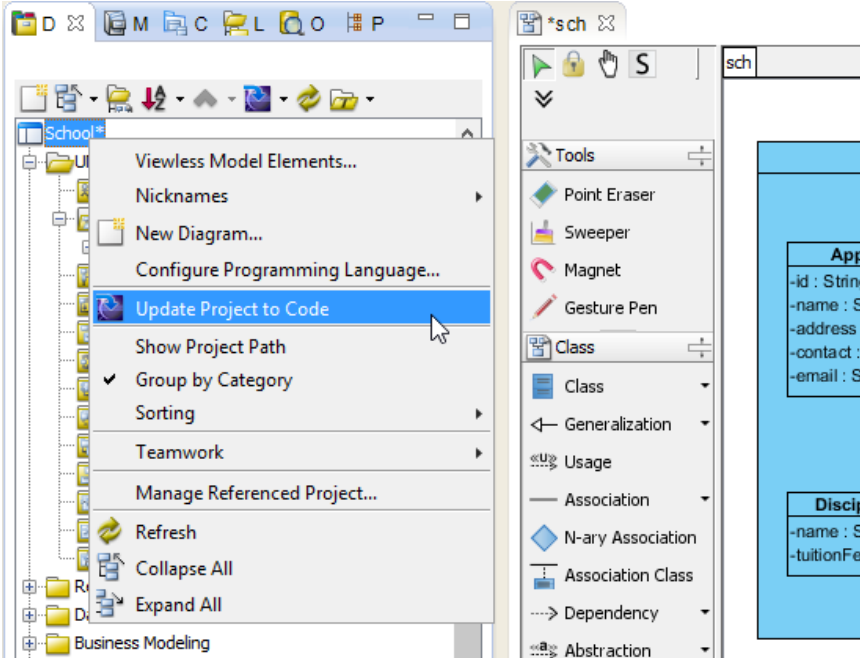 D M C L O P
*sch
S
sch
School*
Viewless Model Elements...
Nicknames
New Diagram...
Configure Programming Language...
Update Project to Code
Show Project Path
Group by Category
Sorting
Teamwork
Manage Referenced Project...
Refresh
Collapse All
Expand All
Business Modeling
Tools
Point Eraser
Sweeper
Magnet
Gesture Pen
Class
Class
Generalization
«U» Usage
Association
N-ary Association
Association Class
Dependency
«a» Abstraction
App
-id : String
-name : S
-address
-contact :
-email : S
Discip
-name : S
-tuitionFe